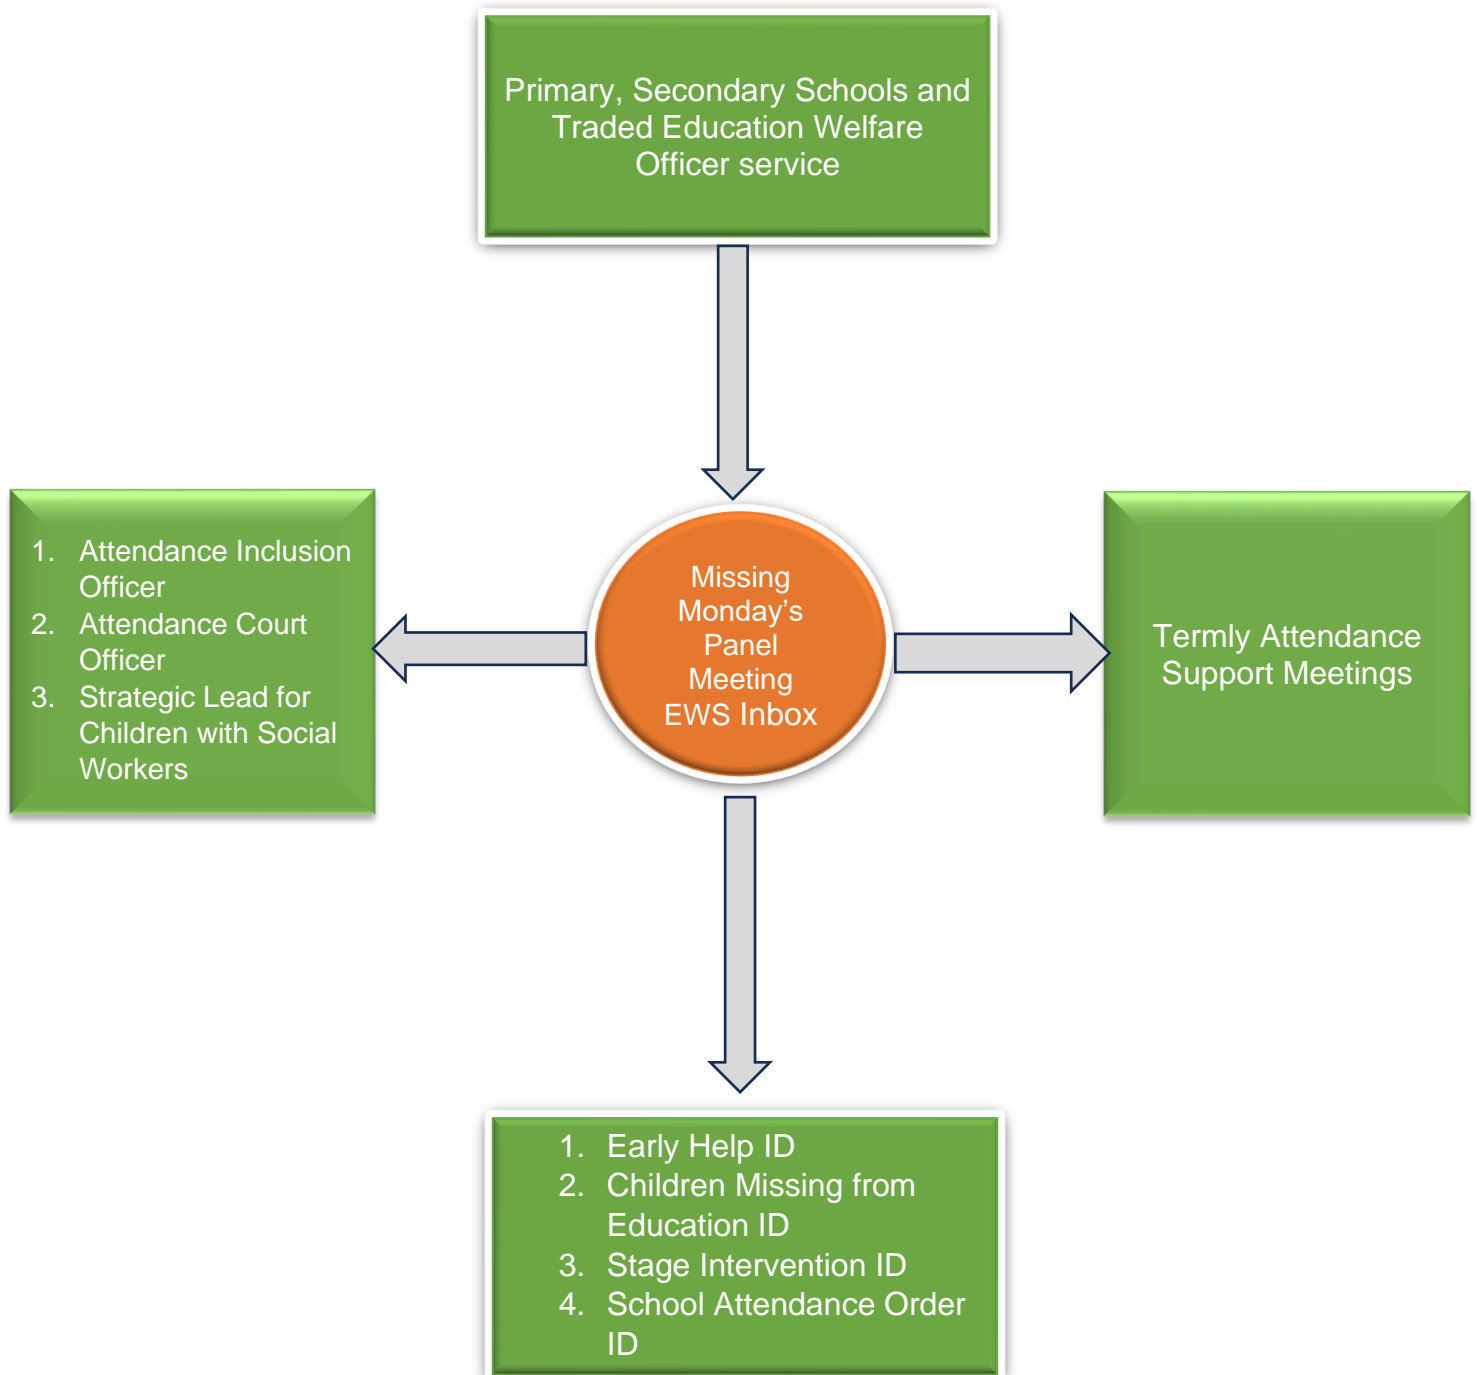 Primary, Secondary Schools and
Traded Education Welfare
Officer service
1. Attendance Inclusion
Officer
2. Attendance Court
Officer
3. Strategic Lead for
Children with Social
Workers
Missing
Monday’s
Panel
Meeting
EWS Inbox
Termly Attendance
Support Meetings
1. Early Help ID
2. Children Missing from
Education ID
3. Stage Intervention ID
4. School Attendance Order
ID